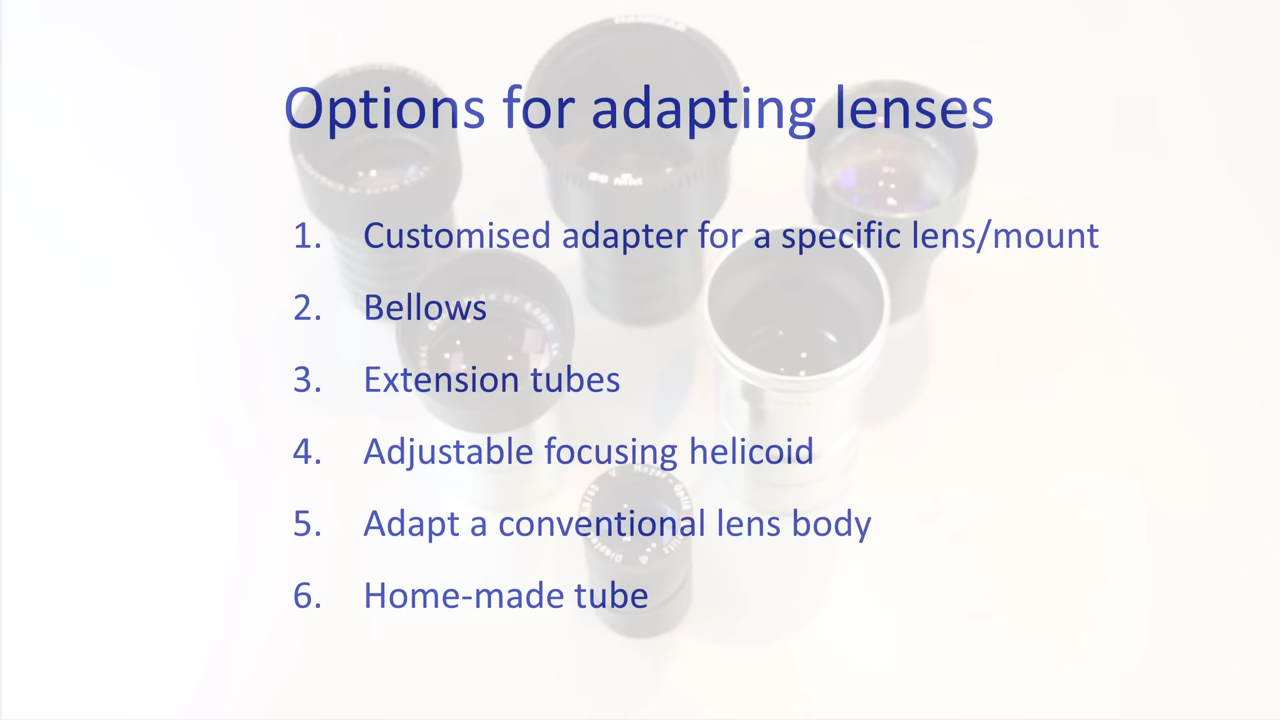 Options for adapting lenses
1. Customised adapter for a specific lens/mount
2. Bellows
3. Extension tubes
4. Adjustable focusing helicoid
5. Adapt a conventional lens body
6. Home-made tube